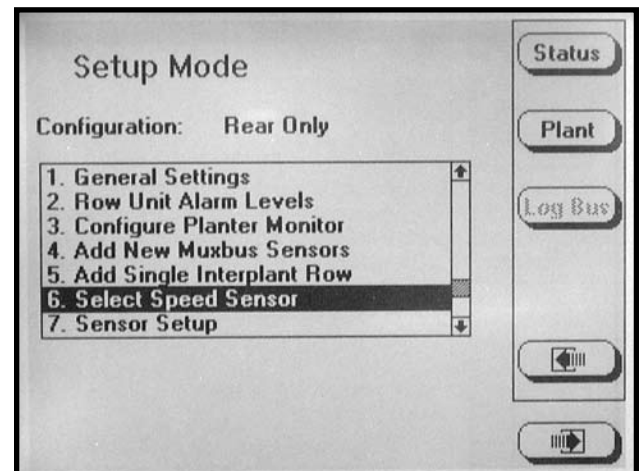 Setup Mode
Configuration: Rear Only
1. General Settings
2. Row Unit Alarm Levels
3. Configure Planter Monitor
4. Add New Muxbus Sensors
5. Add Single Interplant Row
6. Select Speed Sensor
7. Sensor Setup
Status
Plant
Log Bus